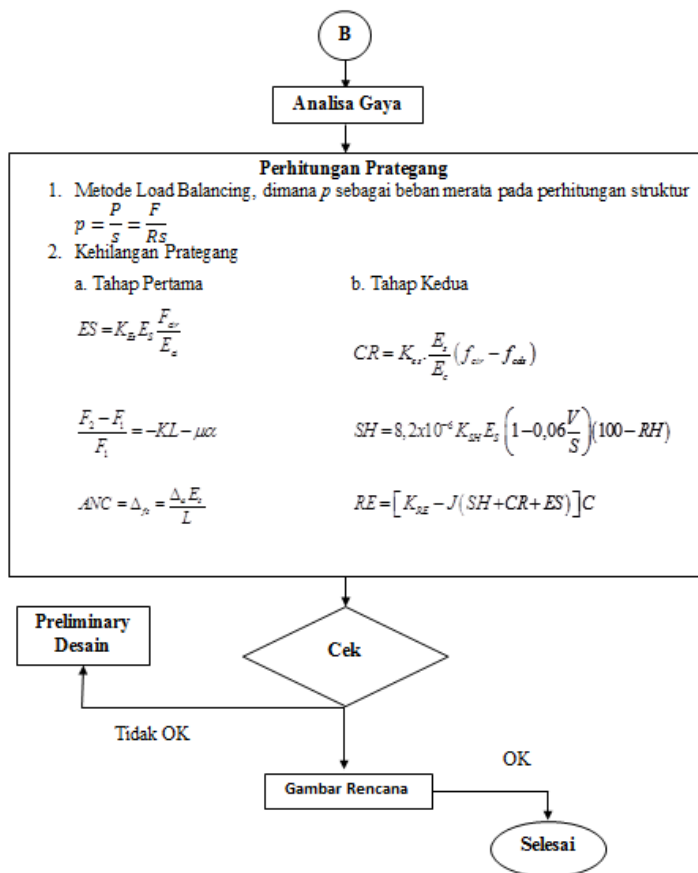 B
Analisa Gaya
Perhitungan Prategang
1. Metode Load Balancing, dimana p sebagai beban merata pada perhitungan struktur
p = P/s = F/Rs
2. Kehilangan Prategang
a. Tahap Pertama
b. Tahap Kedua
ES = K_Es E_S F_cir/E_ci
CR = K_cr. E_s/E_c (f_cir − f_cds)
(F₂ − F₁)/F₁ = −KL − μα
SH = 8,2x10⁻⁶ K_SH E_S (1−0,06 V/S)(100 − RH)
ANC = Δ_fs = Δ_a E_s/L
RE = [K_RE − J(SH+CR+ES)]C
Preliminary
Desain
Cek
Tidak OK
OK
Gambar Rencana
Selesai